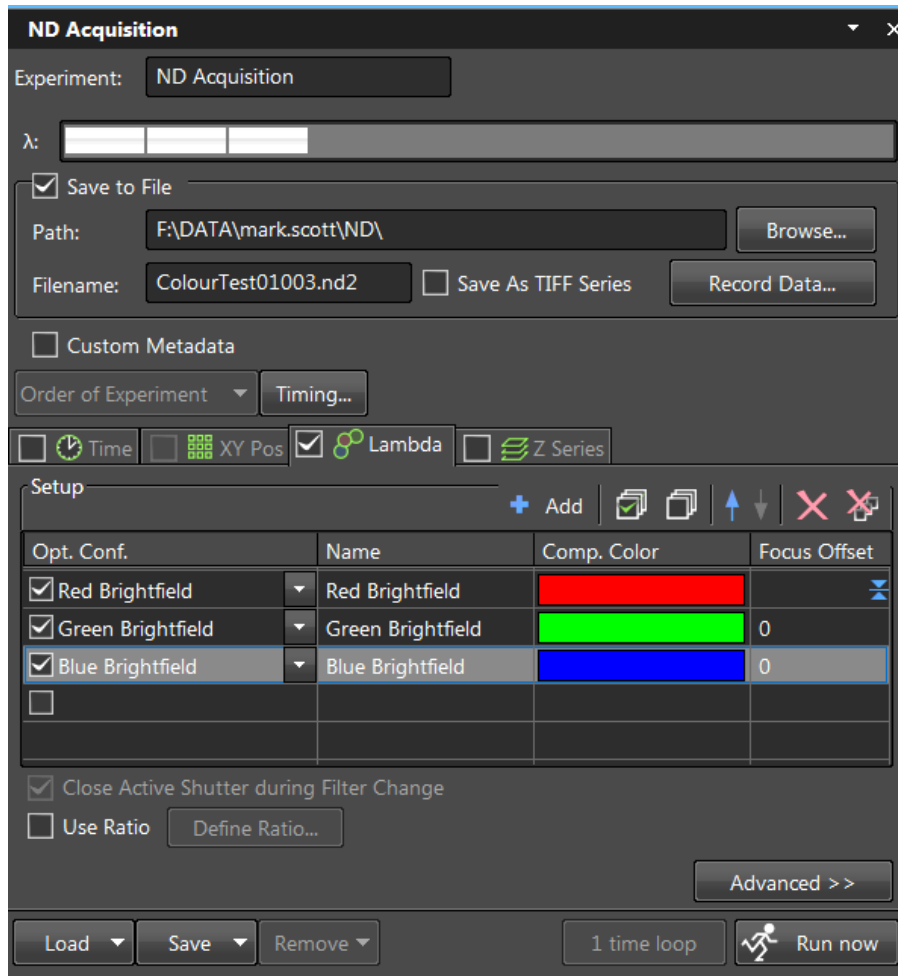 ND Acquisition
Experiment: ND Acquisition
λ:
Save to File
Path: F:\DATA\mark.scott\ND\ Browse...
Filename: ColourTest01003.nd2 Save As TIFF Series Record Data...
Custom Metadata
Order of Experiment Timing...
Time XY Pos Lambda Z Series
Setup
Add
Opt. Conf. Name Comp. Color Focus Offset
Red Brightfield Red Brightfield
Green Brightfield Green Brightfield 0
Blue Brightfield Blue Brightfield 0
Close Active Shutter during Filter Change
Use Ratio Define Ratio...
Advanced >>
Load Save Remove 1 time loop Run now